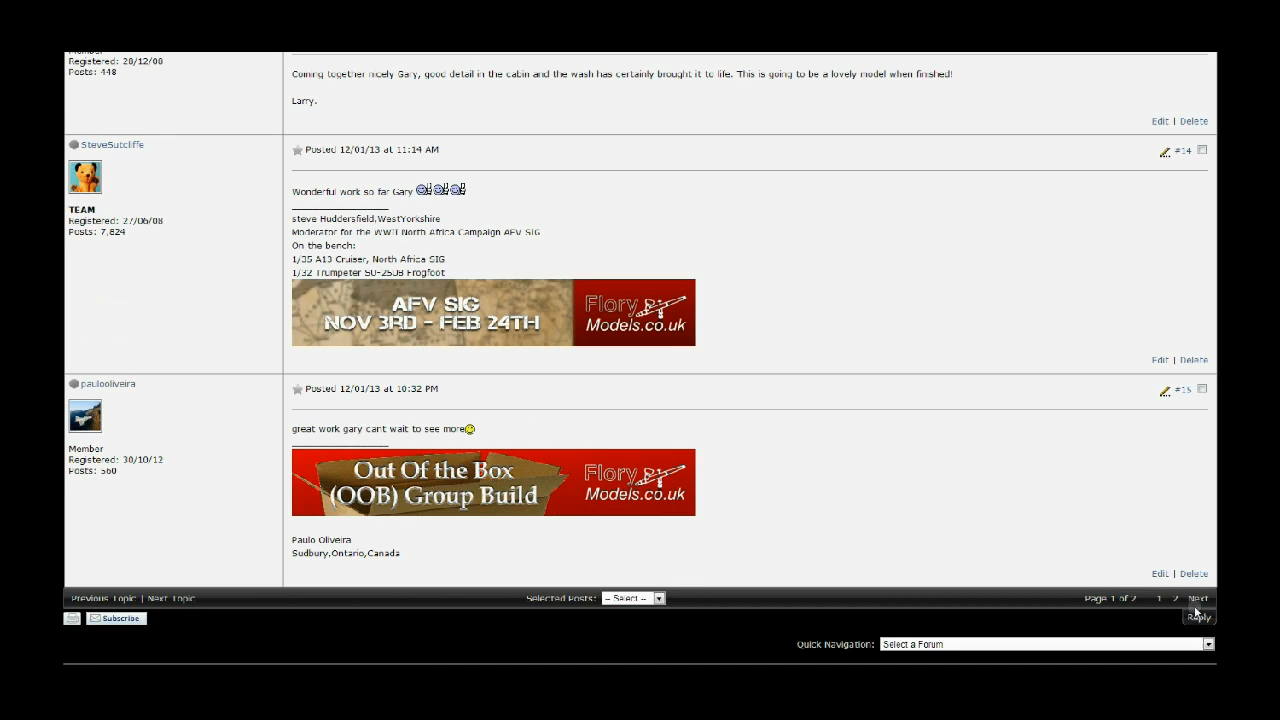 Member
Registered: 28/12/08
Posts: 448
Coming together nicely Gary, good detail in the cabin and the wash has certainly brought it to life. This is going to be a lovely model when finished!
Larry.
Edit | Delete
SteveSutcliffe
Posted 12/01/13 at 11:14 AM
#14
TEAM
Registered: 27/06/08
Posts: 7,824
Wonderful work so far Gary
steve Huddersfield,West Yorkshire
Moderator for the WWII North Africa Campaign AFV SIG
On the bench:
1/35 A13 Cruiser, North Africa SIG
1/32 Trumpeter SU-25UB Frogfoot
AFV SIG
NOV 3RD - FEB 24TH
Flory
Models.co.uk
Edit | Delete
paulooliveira
Posted 12/01/13 at 10:32 PM
#15
Member
Registered: 30/10/12
Posts: 560
great work gary cant wait to see more
Out Of the Box
(OOB) Group Build
Flory
Models.co.uk
Paulo Oliveira
Sudbury,Ontario,Canada
Edit | Delete
Previous Topic | Next Topic
Selected Posts: -- Select --
Page 1 of 2 1 2 Next
Subscribe
Reply
Quick Navigation: Select a Forum